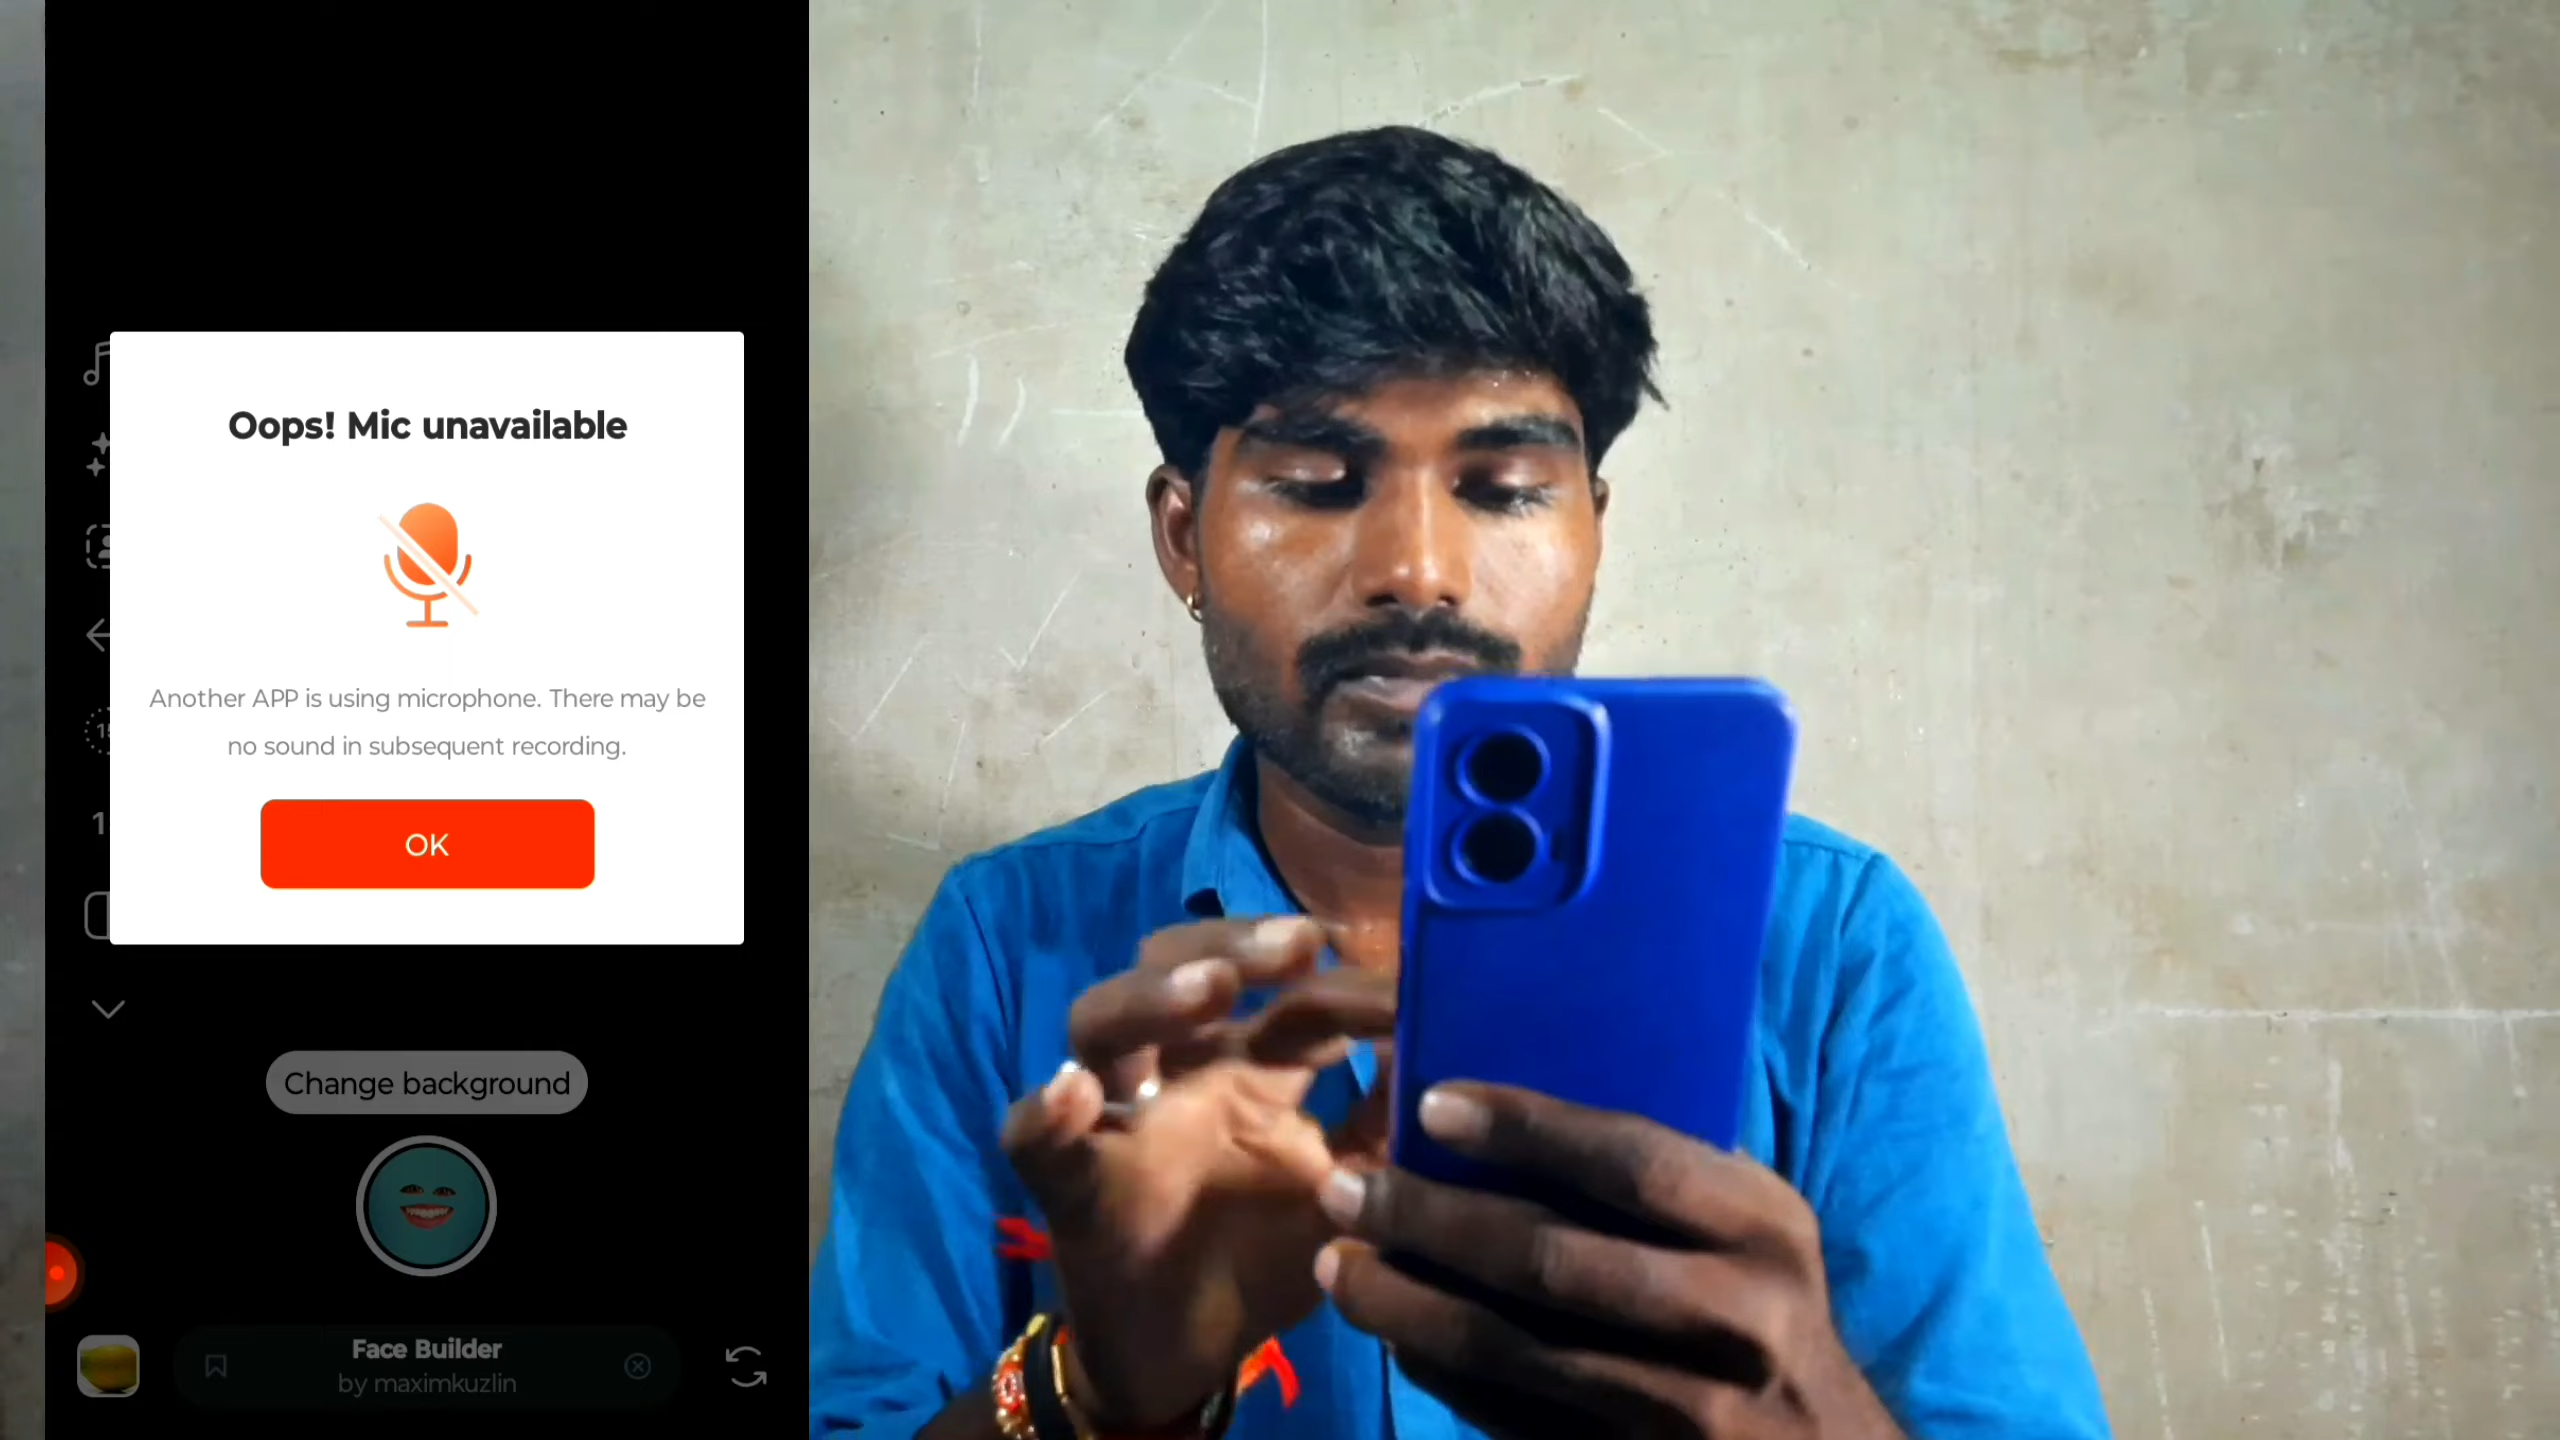 Oops! Mic unavailable
Another APP is using microphone. There may be
no sound in subsequent recording.
OK
Change background
Face Builder
by maximkuzlin